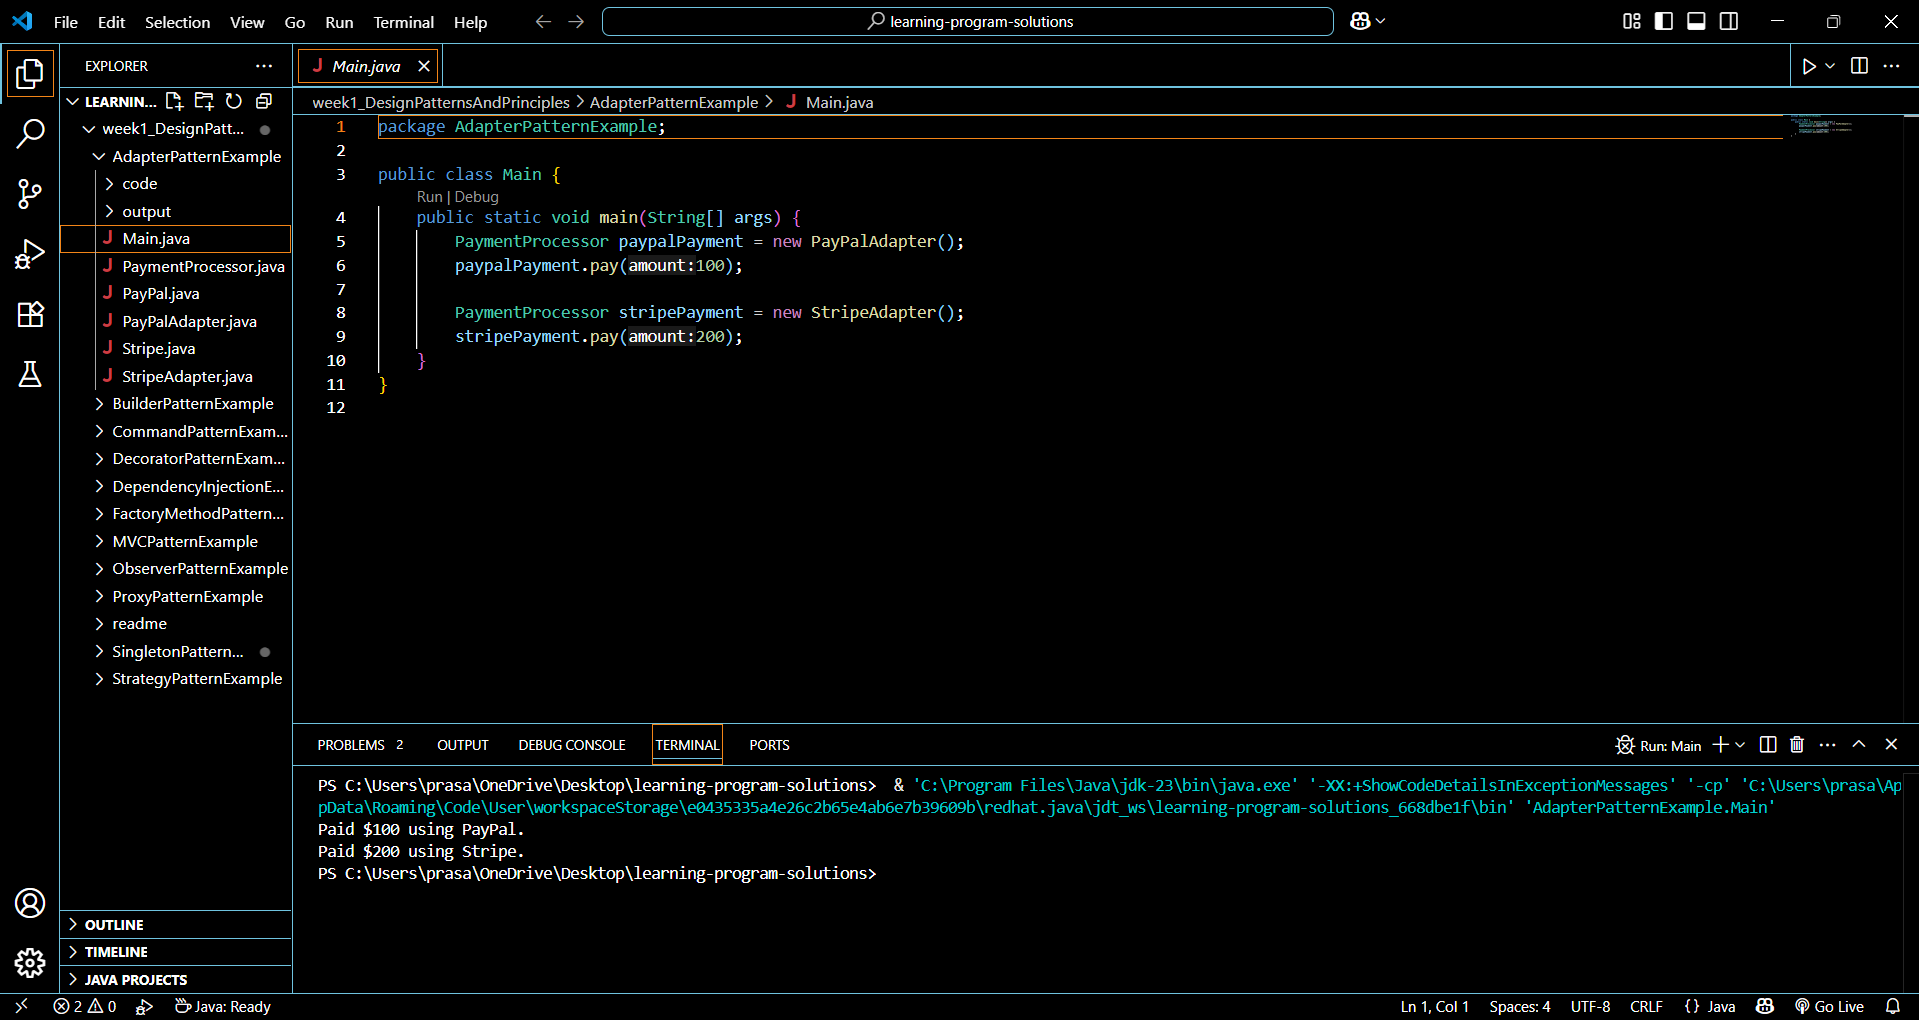 File Edit Selection View Go Run Terminal Help
learning-program-solutions
EXPLORER
LEARNIN...
week1_DesignPatt...
AdapterPatternExample
code
output
Main.java
PaymentProcessor.java
PayPal.java
PayPalAdapter.java
Stripe.java
StripeAdapter.java
BuilderPatternExample
CommandPatternExam...
DecoratorPatternExam...
DependencyInjectionE...
FactoryMethodPattern...
MVCPatternExample
ObserverPatternExample
ProxyPatternExample
readme
SingletonPattern...
StrategyPatternExample
OUTLINE
TIMELINE
JAVA PROJECTS
J Main.java
week1_DesignPatternsAndPrinciples > AdapterPatternExample > J Main.java
1 package AdapterPatternExample;
2
3 public class Main {
Run | Debug
4 public static void main(String[] args) {
5 PaymentProcessor paypalPayment = new PayPalAdapter();
6 paypalPayment.pay(amount:100);
7
8 PaymentProcessor stripePayment = new StripeAdapter();
9 stripePayment.pay(amount:200);
10 }
11 }
12
PROBLEMS 2 OUTPUT DEBUG CONSOLE TERMINAL PORTS
Run: Main
PS C:\Users\prasa\OneDrive\Desktop\learning-program-solutions> & 'C:\Program Files\Java\jdk-23\bin\java.exe' '-XX:+ShowCodeDetailsInExceptionMessages' '-cp' 'C:\Users\prasa\Ap
pData\Roaming\Code\User\workspaceStorage\e0435335a4e26c2b65e4ab6e7b39609b\redhat.java\jdt_ws\learning-program-solutions_668dbe1f\bin' 'AdapterPatternExample.Main'
Paid $100 using PayPal.
Paid $200 using Stripe.
PS C:\Users\prasa\OneDrive\Desktop\learning-program-solutions>
2 0 Java: Ready
Ln 1, Col 1 Spaces: 4 UTF-8 CRLF {} Java Go Live